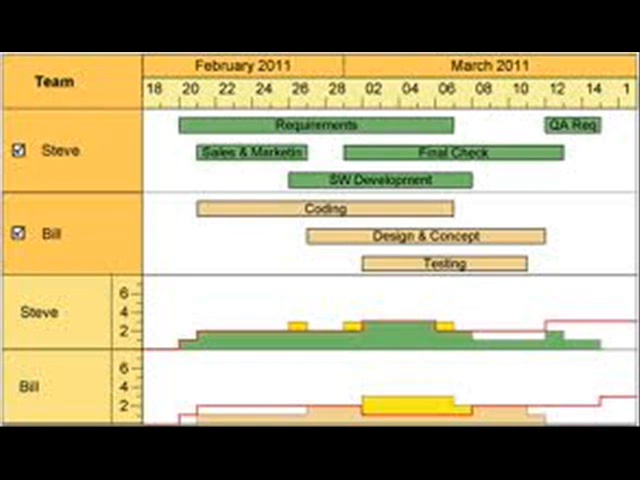 Team
February 2011
March 2011
18 20 22 24 26 28 02 04 06 08 10 12 14 1
Steve
Requirements
QA Req
Sales & Marketin
Final Check
SW Development
Bill
Coding
Design & Concept
Testing
Steve
6
4
2
Bill
6
4
2